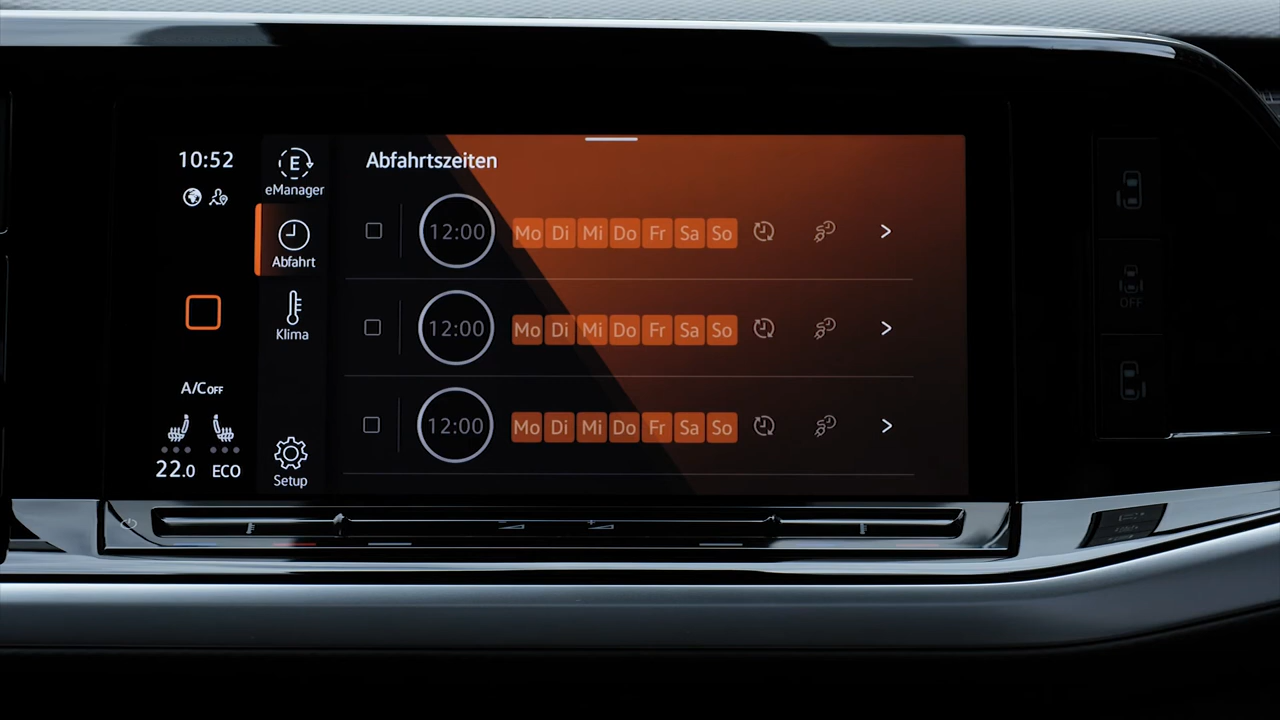 10:52
E
eManager
Abfahrt
Klima
A/C OFF
22.0 ECO
Setup
Abfahrtszeiten
12:00 Mo Di Mi Do Fr Sa So
12:00 Mo Di Mi Do Fr Sa So
12:00 Mo Di Mi Do Fr Sa So
OFF